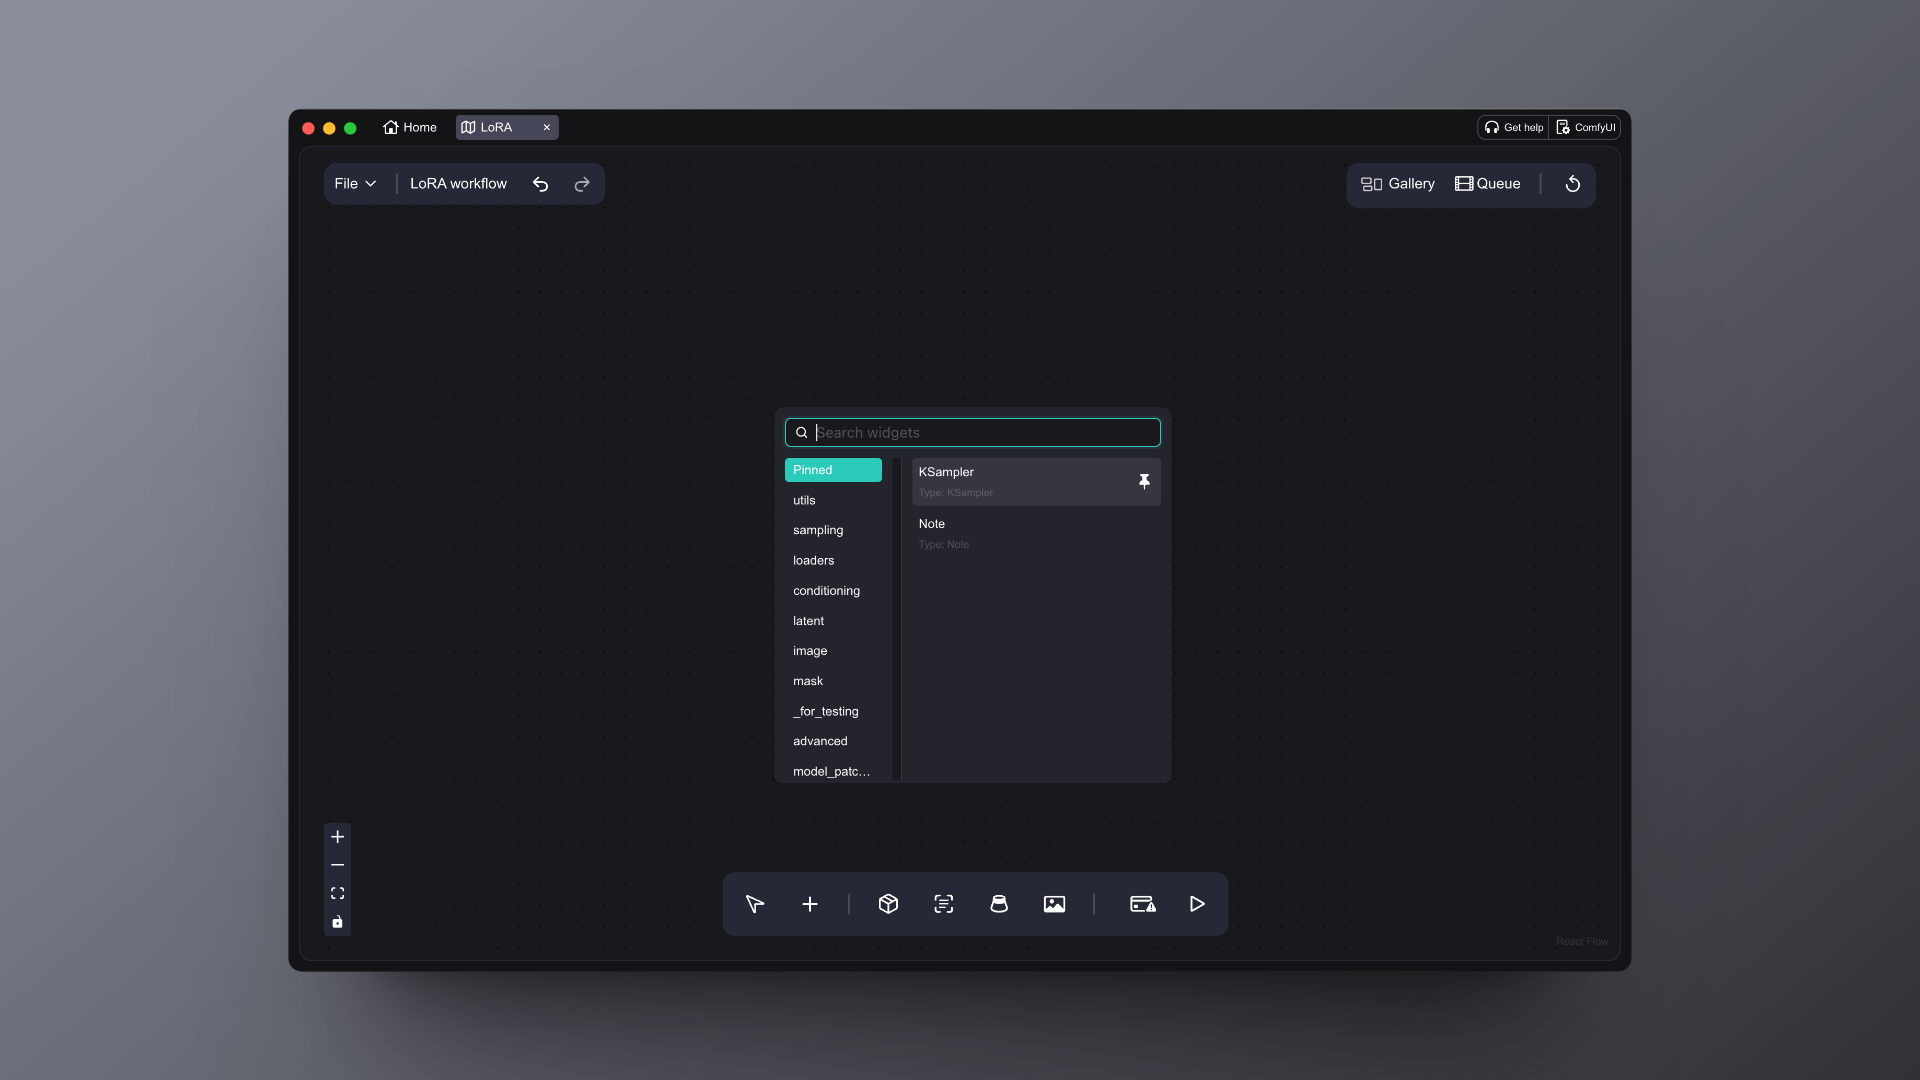 Home
LoRA
Get help
ComfyUI
File
LoRA workflow
Gallery
Queue
Search widgets
Pinned
utils
sampling
loaders
conditioning
latent
image
mask
_for_testing
advanced
model_patc...
KSampler
Type: KSampler
Note
Type: Note
React Flow